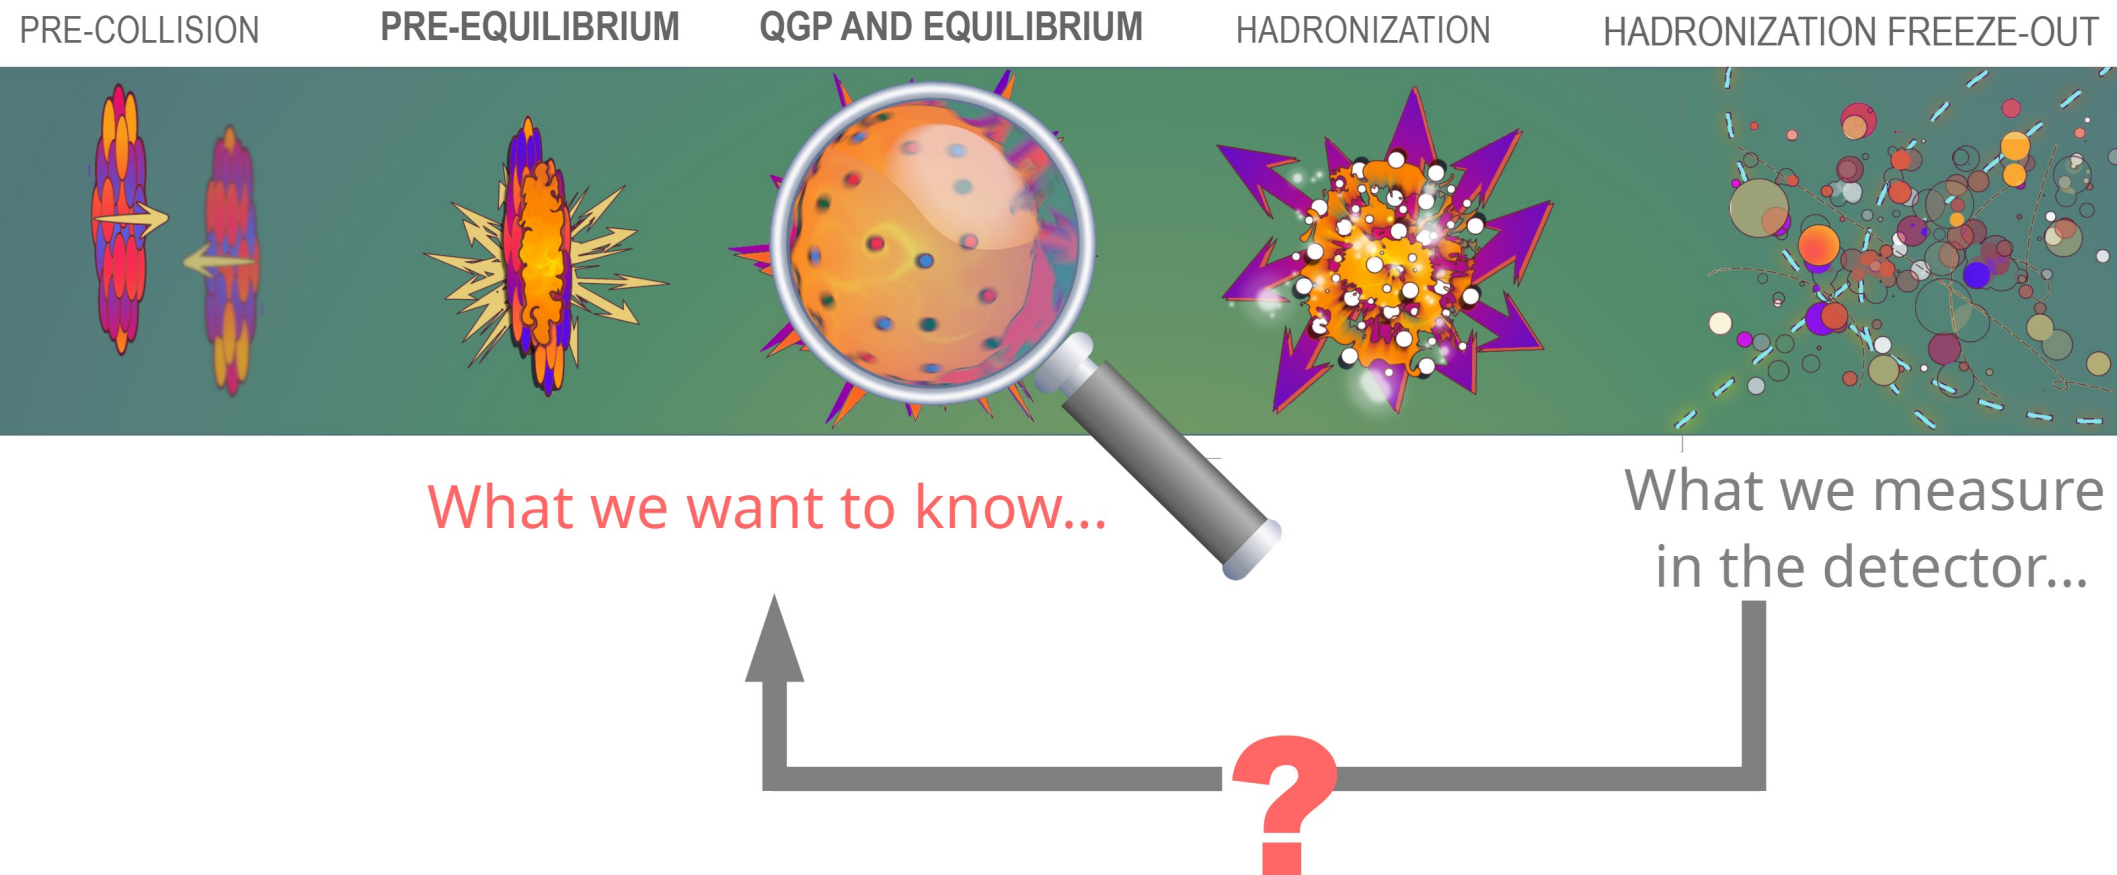 PRE-COLLISION
PRE-EQUILIBRIUM
QGP AND EQUILIBRIUM
HADRONIZATION
HADRONIZATION FREEZE-OUT
What we want to know...
What we measure
in the detector...
?